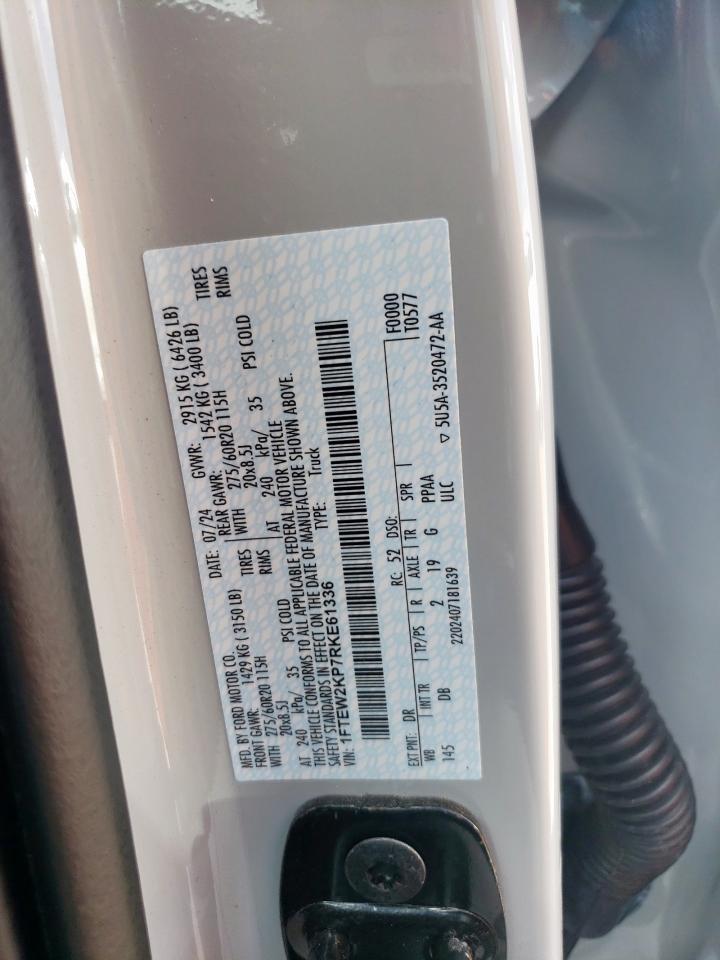 MFD. BY FORD MOTOR CO. DATE: 07/24 GVWR: 2915 KG ( 6426 LB)
FRONT GAWR: 1429 KG ( 3150 LB) REAR GAWR: 1542 KG ( 3400 LB)
WITH 275/60R20 115H TIRES WITH 275/60R20 115H TIRES
20x8.5J RIMS 20x8.5J RIMS
AT 240 kPa/ 35 PSI COLD AT 240 kPa/ 35 PSI COLD
THIS VEHICLE CONFORMS TO ALL APPLICABLE FEDERAL MOTOR VEHICLE
SAFETY STANDARDS IN EFFECT ON THE DATE OF MANUFACTURE SHOWN ABOVE.
VIN: 1FTEW2KP7RKE61336 TYPE: Truck
F0000
EXT PNT: DR RC: 52 DSO: T0577
WB INT TR TP/PS R AXLE TR SPR
145 DB 2 19 G PPAA
ULC ▽ 5U5A-3520472-AA
2202407181639